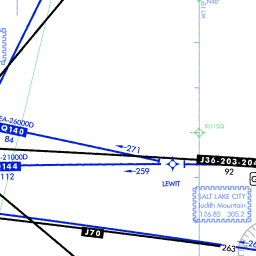 N40°
W110
EA-26000D
Q140
84
271
KU15Q
J36-203-204
92
-21000D
144
112
259
LEWIT
G
SALT LAKE CITY
Judith Mountain
126.85 305.2
J70
263
26